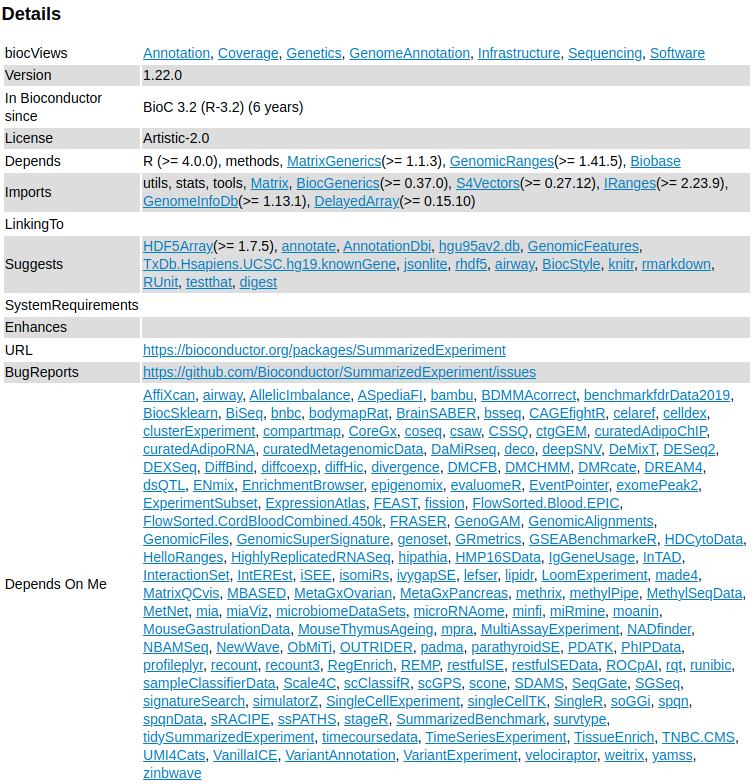 Details
biocViews Annotation, Coverage, Genetics, GenomeAnnotation, Infrastructure, Sequencing, Software
Version 1.22.0
In Bioconductor
since
BioC 3.2 (R-3.2) (6 years)
License Artistic-2.0
Depends R (>= 4.0.0), methods, MatrixGenerics(>= 1.1.3), GenomicRanges(>= 1.41.5), Biobase
Imports
utils, stats, tools, Matrix, BiocGenerics(>= 0.37.0), S4Vectors(>= 0.27.12), IRanges(>= 2.23.9),
GenomeInfoDb(>= 1.13.1), DelayedArray(>= 0.15.10)
LinkingTo
Suggests
HDF5Array(>= 1.7.5), annotate, AnnotationDbi, hgu95av2.db, GenomicFeatures,
TxDb.Hsapiens.UCSC.hg19.knownGene, jsonlite, rhdf5, airway, BiocStyle, knitr, rmarkdown,
RUnit, testthat, digest
SystemRequirements
Enhances
URL https://bioconductor.org/packages/SummarizedExperiment
BugReports https://github.com/Bioconductor/SummarizedExperiment/issues
Depends On Me
AffiXcan, airway, AllelicImbalance, ASpediaFI, bambu, BDMMAcorrect, benchmarkfdrData2019,
BiocSklearn, BiSeq, bnbc, bodymapRat, BrainSABER, bsseq, CAGEfightR, celaref, celldex,
clusterExperiment, compartmap, CoreGx, coseq, csaw, CSSQ, ctgGEM, curatedAdipoChIP,
curatedAdipoRNA, curatedMetagenomicData, DaMiRseq, deco, deepSNV, DeMixT, DESeq2,
DEXSeq, DiffBind, diffcoexp, diffHic, divergence, DMCFB, DMCHMM, DMRcate, DREAM4,
dsQTL, ENmix, EnrichmentBrowser, epigenomix, evaluomeR, EventPointer, exomePeak2,
ExperimentSubset, ExpressionAtlas, FEAST, fission, FlowSorted.Blood.EPIC,
FlowSorted.CordBloodCombined.450k, FRASER, GenoGAM, GenomicAlignments,
GenomicFiles, GenomicSuperSignature, genoset, GRmetrics, GSEABenchmarkeR, HDCytoData,
HelloRanges, HighlyReplicatedRNASeq, hipathia, HMP16SData, IgGeneUsage, InTAD,
InteractionSet, IntEREst, iSEE, isomiRs, ivygapSE, lefser, lipidr, LoomExperiment, made4,
MatrixQCvis, MBASED, MetaGxOvarian, MetaGxPancreas, methrix, methylPipe, MethylSeqData,
MetNet, mia, miaViz, microbiomeDataSets, microRNAome, minfi, miRmine, moanin,
MouseGastrulationData, MouseThymusAgeing, mpra, MultiAssayExperiment, NADfinder,
NBAMSeq, NewWave, ObMiTi, OUTRIDER, padma, parathyroidSE, PDATK, PhIPData,
profileplyr, recount, recount3, RegEnrich, REMP, restfulSE, restfulSEData, ROCpAI, rqt, runibic,
sampleClassifierData, Scale4C, scClassifR, scGPS, scone, SDAMS, SeqGate, SGSeq,
signatureSearch, simulatorZ, SingleCellExperiment, singleCellTK, SingleR, soGGi, spqn,
spqnData, sRACIPE, ssPATHS, stageR, SummarizedBenchmark, survtype,
tidySummarizedExperiment, timecoursedata, TimeSeriesExperiment, TissueEnrich, TNBC.CMS,
UMI4Cats, VanillaICE, VariantAnnotation, VariantExperiment, velociraptor, weitrix, yamss,
zinbwave